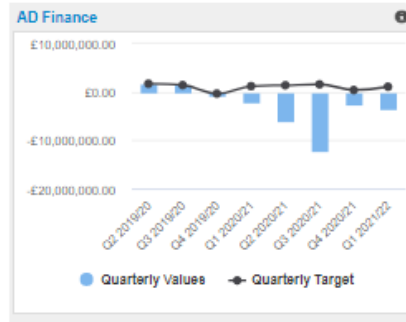 AD Finance
£10,000,000.00
£0.00
-£10,000,000.00
-£20,000,000.00
Q2 2019/20
Q3 2019/20
Q4 2019/20
Q1 2020/21
Q2 2020/21
Q3 2020/21
Q4 2020/21
Q1 2021/22
Quarterly Values
Quarterly Target